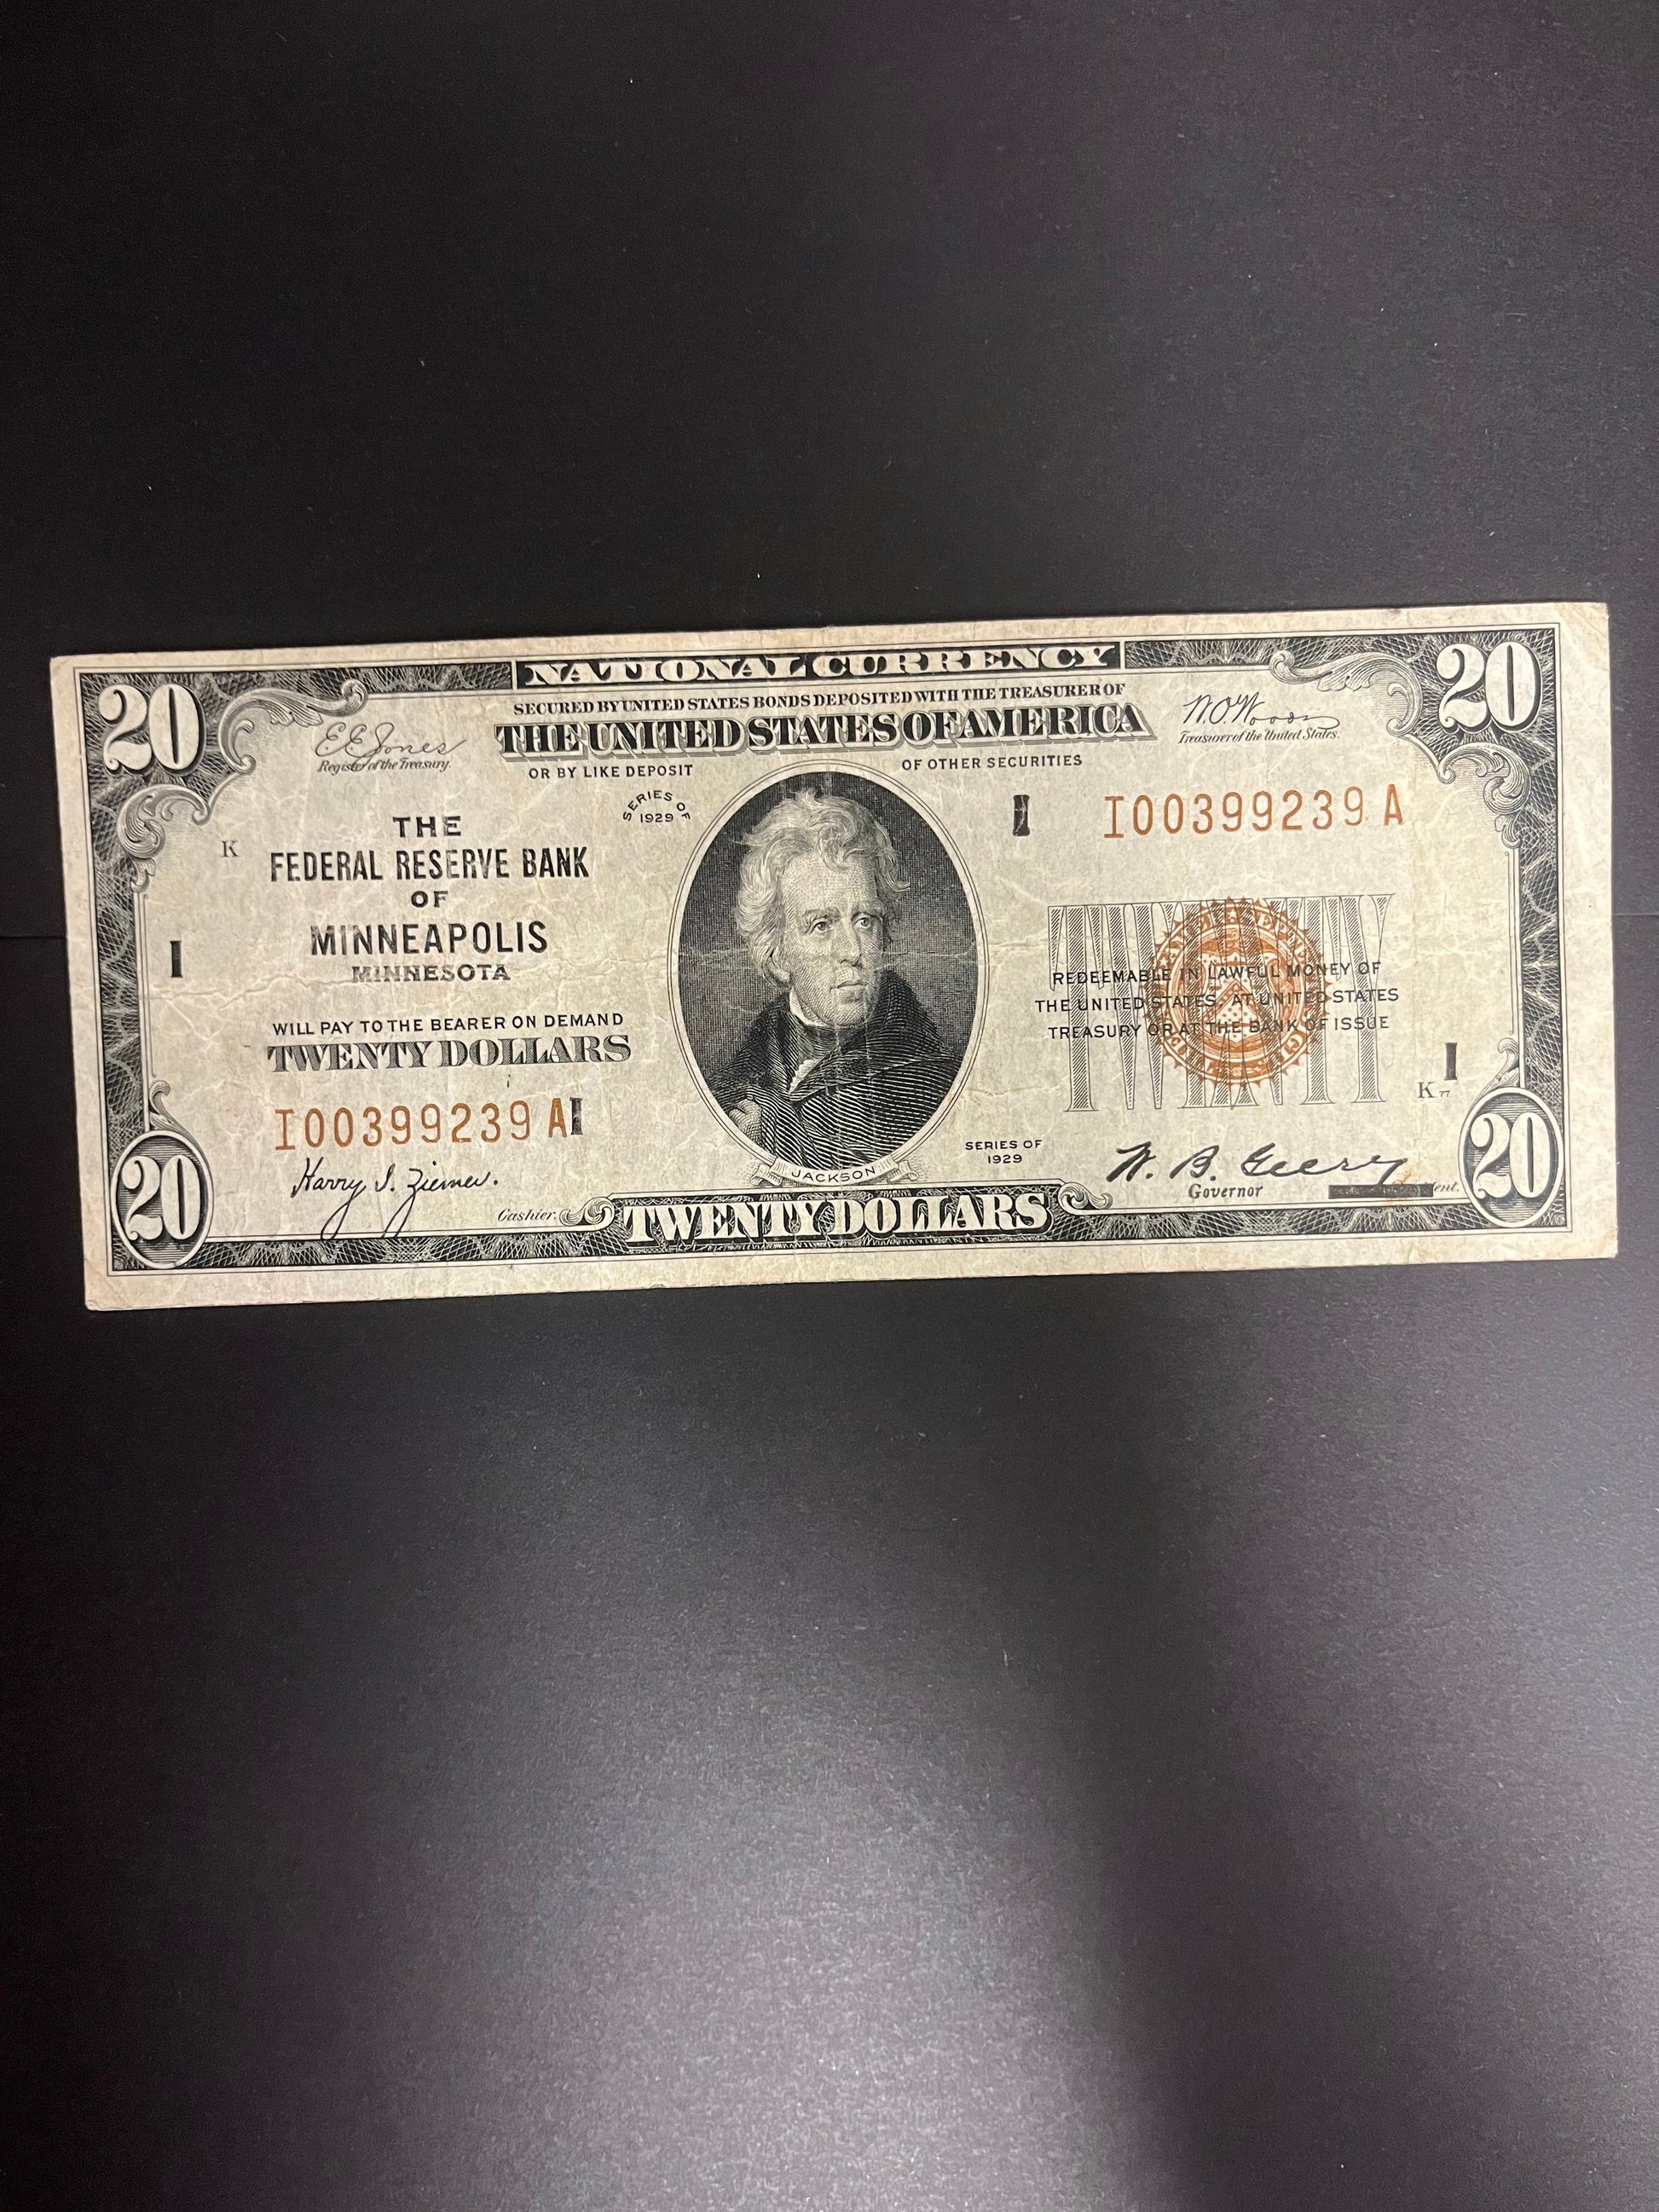 NATIONAL CURRENCY
SECURED BY UNITED STATES BONDS DEPOSITED WITH THE TREASURER OF
THE UNITED STATES OF AMERICA
OR BY LIKE DEPOSIT OF OTHER SECURITIES
20
20
E E Jones
Register of the Treasury.
W.O. Woods
Treasurer of the United States.
SERIES OF
1929
K
THE
FEDERAL RESERVE BANK
OF
MINNEAPOLIS
MINNESOTA
I
WILL PAY TO THE BEARER ON DEMAND
TWENTY DOLLARS
I00399239A I
Harry I. Ziemer.
Cashier.
JACKSON
I I00399239A
TWENTY
REDEEMABLE IN LAWFUL MONEY OF
THE UNITED STATES AT UNITED STATES
TREASURY OR AT THE BANK OF ISSUE
I
K 77
SERIES OF
1929
W. B. Geery
Governor
20
TWENTY DOLLARS
20